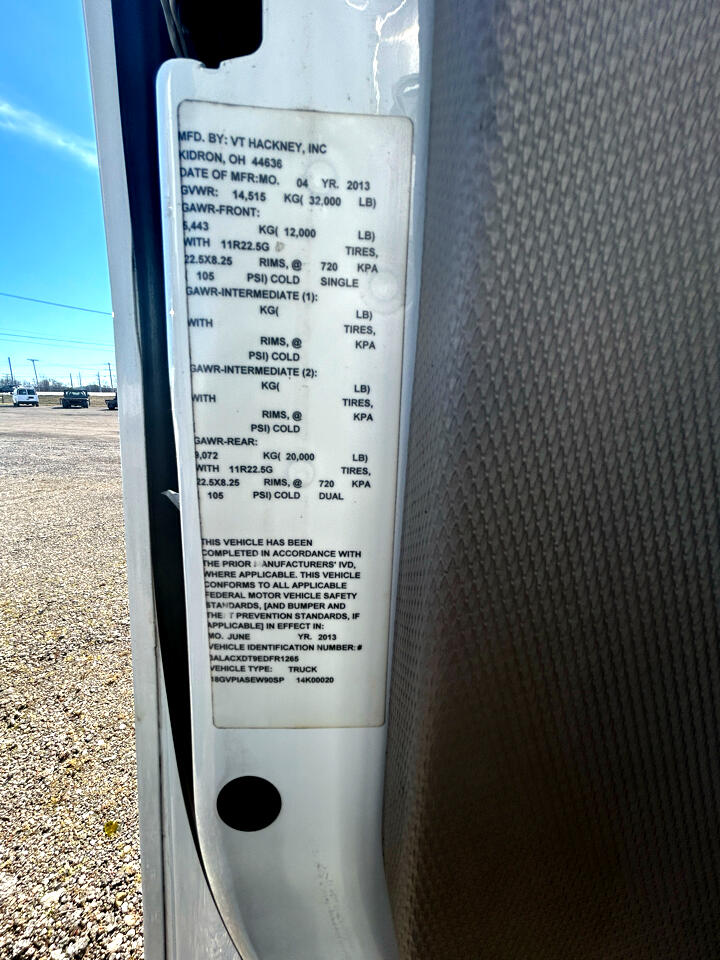 MFD. BY: VT HACKNEY, INC
KIDRON, OH 44636
DATE OF MFR:MO. 04 YR. 2013
GVWR: 14,515 KG( 32,000 LB)
GAWR-FRONT:
5,443 KG( 12,000 LB)
WITH 11R22.5G TIRES,
22.5X8.25 RIMS, @ 720 KPA
105 PSI) COLD SINGLE
GAWR-INTERMEDIATE (1):
KG( LB)
WITH TIRES,
RIMS, @ KPA
PSI) COLD
GAWR-INTERMEDIATE (2):
KG( LB)
WITH TIRES,
RIMS, @ KPA
PSI) COLD
GAWR-REAR:
9,072 KG( 20,000 LB)
WITH 11R22.5G TIRES,
22.5X8.25 RIMS, @ 720 KPA
105 PSI) COLD DUAL
THIS VEHICLE HAS BEEN
COMPLETED IN ACCORDANCE WITH
THE PRIOR MANUFACTURERS' IVD,
WHERE APPLICABLE. THIS VEHICLE
CONFORMS TO ALL APPLICABLE
FEDERAL MOTOR VEHICLE SAFETY
STANDARDS, [AND BUMPER AND
THEFT PREVENTION STANDARDS, IF
APPLICABLE] IN EFFECT IN:
MO. JUNE YR. 2013
VEHICLE IDENTIFICATION NUMBER: #
3ALACXDT9EDFR1265
VEHICLE TYPE: TRUCK
18GVPIASEW90SP 14K00020